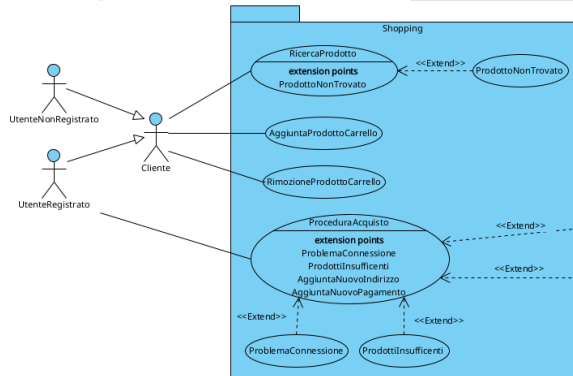 Shopping
RicercaProdotto
extension points
ProdottoNonTrovato
<<Extend>>
ProdottoNonTrovato
UtenteNonRegistrato
Cliente
AggiuntaProdottoCarrello
UtenteRegistrato
RimozioneProdottoCarrello
ProceduraAcquisto
extension points
ProblemaConnessione
ProdottiInsufficenti
AggiuntaNuovoIndirizzo
AggiuntaNuovoPagamento
<<Extend>>
<<Extend>>
<<Extend>>
<<Extend>>
ProblemaConnessione
ProdottiInsufficenti